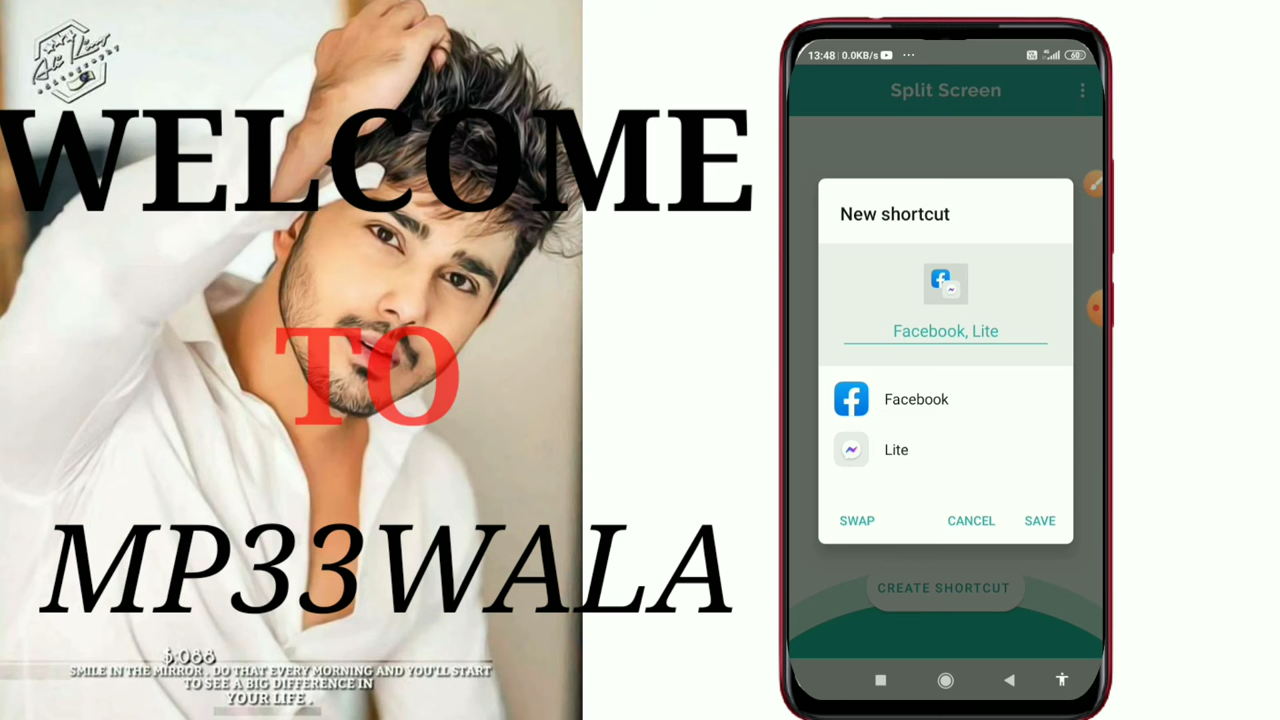 WELCOME
TO
MP33WALA
SMILE IN THE MIRROR . DO THAT EVERY MORNING AND YOU'LL START
TO SEE A BIG DIFFERENCE IN
YOUR LIFE .
13:48 0.0KB/s ...
60
Split Screen
New shortcut
Facebook, Lite
Facebook
Lite
SWAP CANCEL SAVE
CREATE SHORTCUT